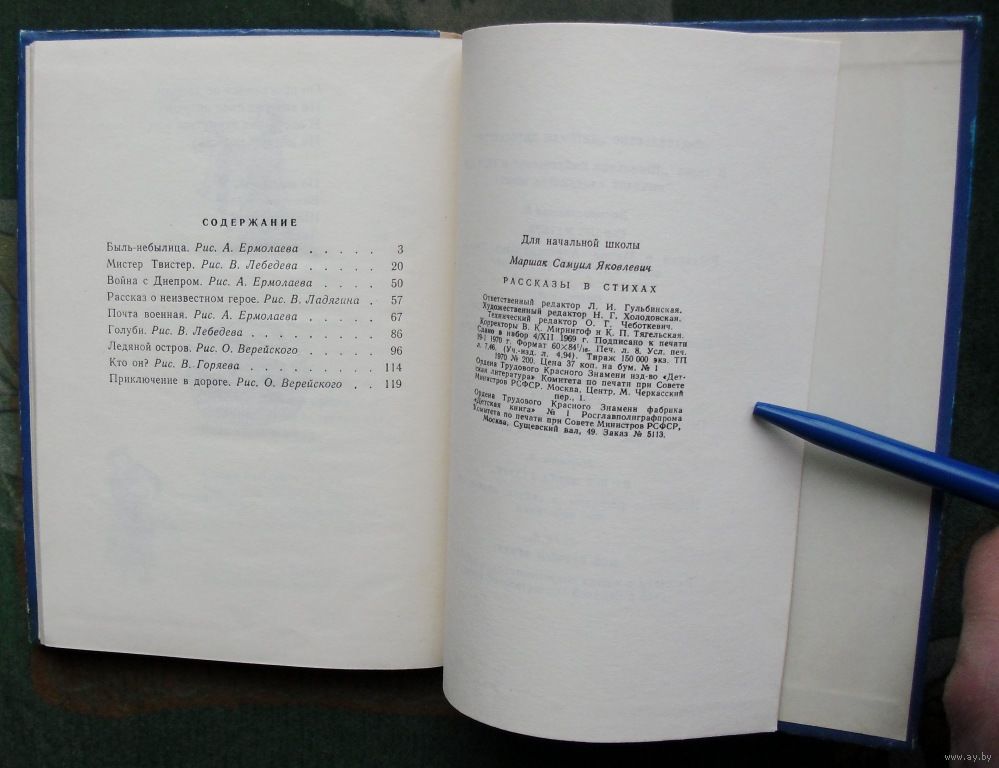 СОДЕРЖАНИЕ
Быль-небылица. Рис. А. Ермолаева . . . . . 3
Мистер Твистер. Рис. В. Лебедева . . . . . 20
Война с Днепром. Рис. А. Ермолаева . . . . 50
Рассказ о неизвестном герое. Рис. В. Ладягина . 57
Почта военная. Рис. А. Ермолаева . . . . . 67
Голуби. Рис. В. Лебедева . . . . . . . . 86
Ледяной остров. Рис. О. Верейского . . . . . 96
Кто он? Рис. В. Горяева . . . . . . . . 114
Приключение в дороге. Рис. О. Верейского . . 119
Для начальной школы
Маршак Самуил Яковлевич
РАССКАЗЫ В СТИХАХ
Ответственный редактор Л. И. Гульбинская.
Художественный редактор Н. Г. Холодовская.
Технический редактор О. Г. Чеботкевич.
Корректоры В. К. Мирингоф и К. П. Тягельская.
Сдано в набор 4/XII 1969 г. Подписано к печати
19/I 1970 г. Формат 60×84 1/16. Печ. л. 8. Усл. печ.
л. 7,46. (Уч.-изд. л. 4,94). Тираж 150 000 экз. ТП
1970 № 200. Цена 37 коп. на бум. № 1
Ордена Трудового Красного Знамени изд-во «Дет-
ская литература» Комитета по печати при Совете
Министров РСФСР. Москва, Центр, М. Черкасский
пер., 1.
Ордена Трудового Красного Знамени фабрика
«Детская книга» № 1 Росглавполиграфпрома
Комитета по печати при Совете Министров РСФСР,
Москва, Сущевский вал, 49. Заказ № 5113.
www.ay.by